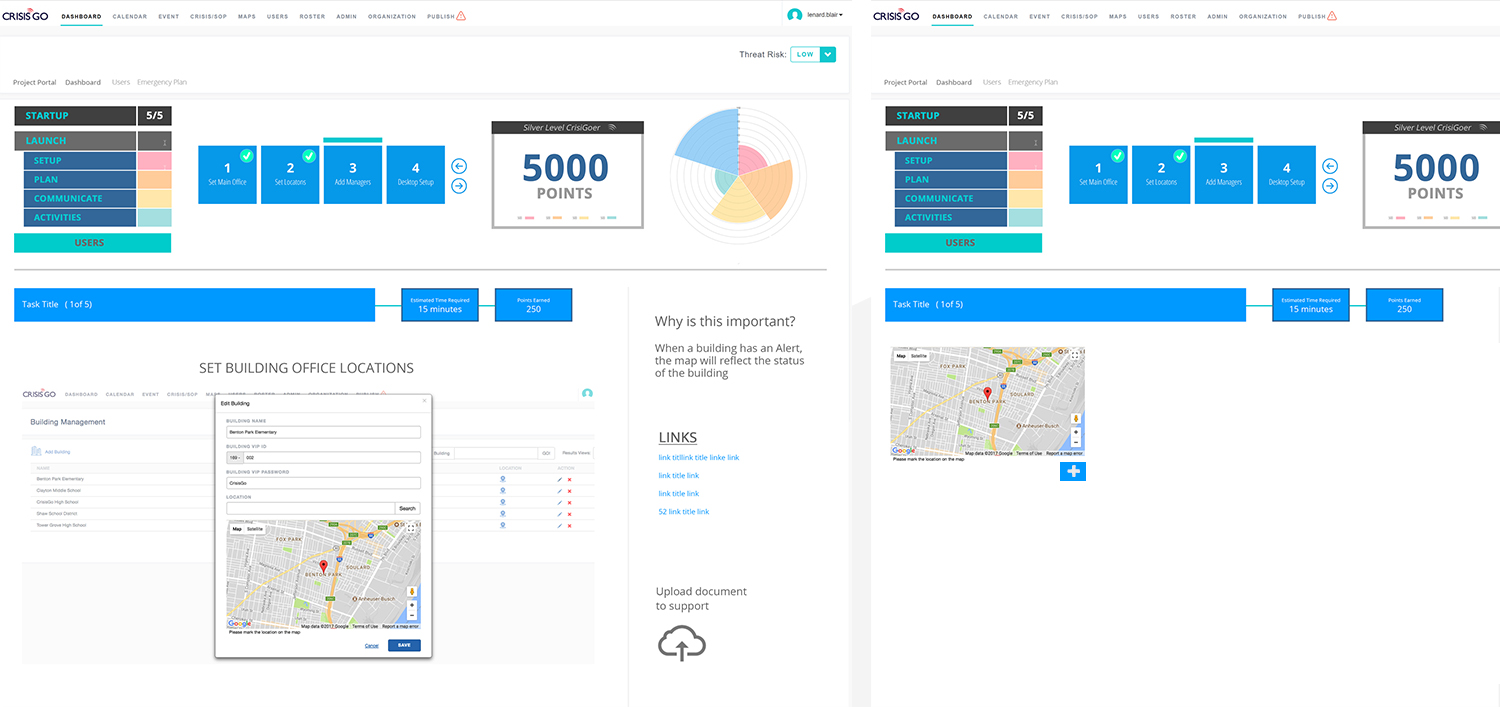 CRISIS GO DASHBOARD CALENDAR EVENT CRISIS/SOP MAPS USERS ROSTER ADMIN ORGANIZATION PUBLISH lenard.blair
Threat Risk: LOW
Project Portal Dashboard Users Emergency Plan
STARTUP 5/5
LAUNCH 1
SETUP
PLAN
COMMUNICATE
ACTIVITIES
USERS
1
Set Main Office
2
Set Locatons
3
Add Managers
4
Desktop Setup
Silver Level CrisiGoer
5000
POINTS
Task Title ( 1of 5)
Estimated Time Required
15 minutes
Points Earned
250
SET BUILDING OFFICE LOCATIONS
CRISIS GO DASHBOARD CALENDAR EVENT CRISIS/SOP
Building Management
Add Building
Building GO! Results Views
NAME LOCATION ACTION
Benton Park Elementary
Clayton Middle School
CrisisGo High School
Shaw School District
Tower Grove High School
Edit Building
BUILDING NAME
Benton Park Elementary
BUILDING VIP ID
169 - 002
BUILDING VIP PASSWORD
CrisisGo
LOCATION
Search
Map Satellite
FOX PARK
SOULARD
BENTON PARK
Anheuser-Busch
Google Map data ©2017 Google Terms of Use Report a map error
Please mark the location on the map
Cancel SAVE
Why is this important?
When a building has an Alert,
the map will reflect the status
of the building
LINKS
link titllink title linke link
link title link
link title link
52 link title link
Upload document
to support
CRISIS GO DASHBOARD CALENDAR EVENT CRISIS/SOP MAPS USERS ROSTER ADMIN ORGANIZATION PUBLISH
Project Portal Dashboard Users Emergency Plan
STARTUP 5/5
LAUNCH 1
SETUP
PLAN
COMMUNICATE
ACTIVITIES
USERS
1
Set Main Office
2
Set Locatons
3
Add Managers
4
Desktop Setup
Silver Level CrisiGoer
5000
POINTS
Task Title ( 1of 5)
Estimated Time Required
15 minutes
Points Earned
250
Map Satellite
FOX PARK
SOULARD
BENTON PARK
Anheuser-Busch
Google Map data ©2017 Google Terms of Use Report a map error
Please mark the location on the map